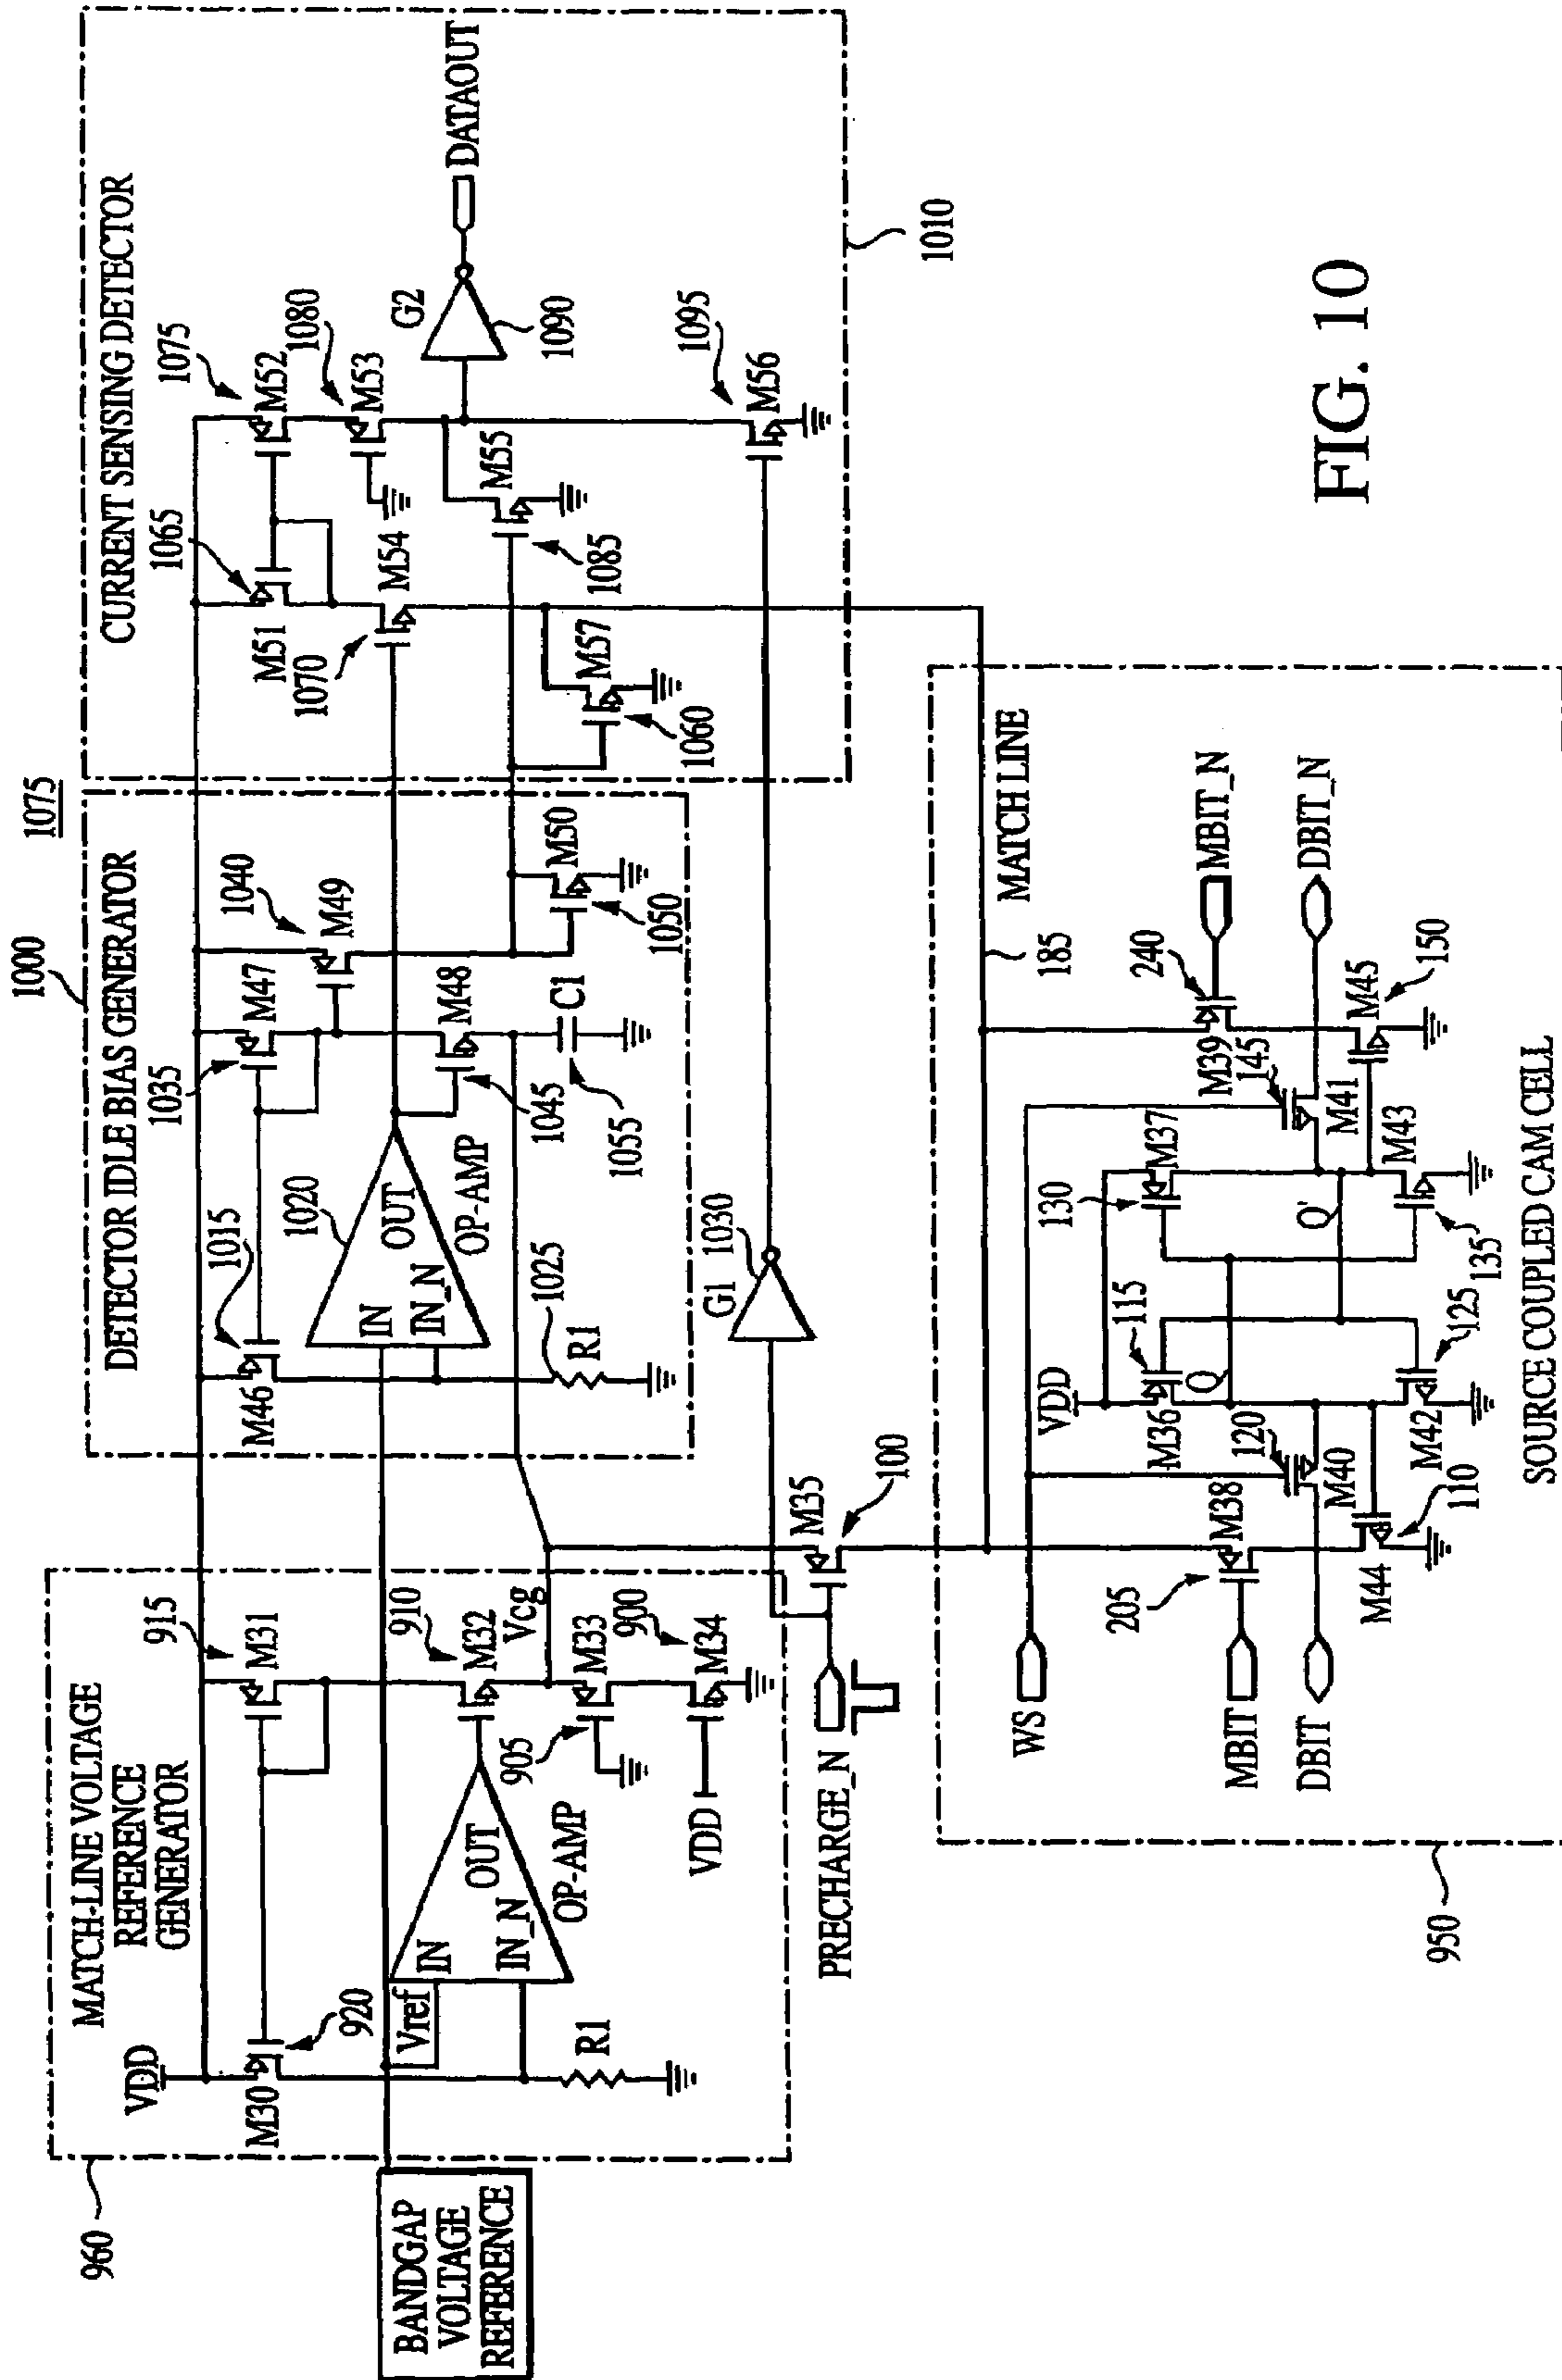 1075
1000
960
MATCH-LINE VOLTAGE
REFERENCE
GENERATOR
VDD
M30
920
915
M31
910
M32
Vcg
M33
905
900
M34
VDD
Vref
IN
IN_N
OUT
OP-AMP
R1
BANDGAP
VOLTAGE
REFERENCE
DETECTOR IDLE BIAS GENERATOR
1015
M46
1020
IN
IN_N
OUT
OP-AMP
1025
R1
1035
M47
1040
M49
M48
1045
C1
1055
M50
1050
CURRENT SENSING DETECTOR
1065
M51
1070
M54
1075
M52
1080
M53
G2
1090
DATAOUT
M55
1085
M57
1060
1095
M56
1010
G1
1030
PRECHARGE_N
M35
100
MATCH LINE
185
WS
MBIT
DBIT
205
M38
VDD
M36
115
120
M40
Q
M42
125
M44
110
130
M37
Q'
M43
135
M39
145
M41
240
MBIT_N
DBIT_N
M45
150
950
SOURCE COUPLED CAM CELL
FIG. 10